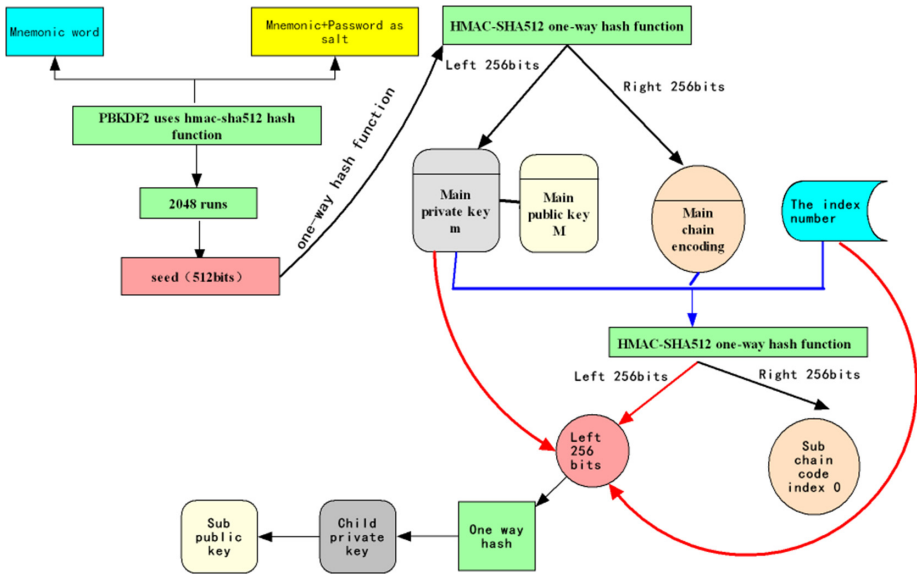 Mnemonic word
Mnemonic+Password as
salt
PBKDF2 uses hmac-sha512 hash
function
2048 runs
seed（512bits）
one-way hash function
HMAC-SHA512 one-way hash function
Left 256bits
Right 256bits
Main
private key
m
Main
public key
M
Main
chain
encoding
The index
number
HMAC-SHA512 one-way hash function
Left 256bits
Right 256bits
Left
256
bits
Sub
chain
code
index 0
One way
hash
Child
private
key
Sub
public
key